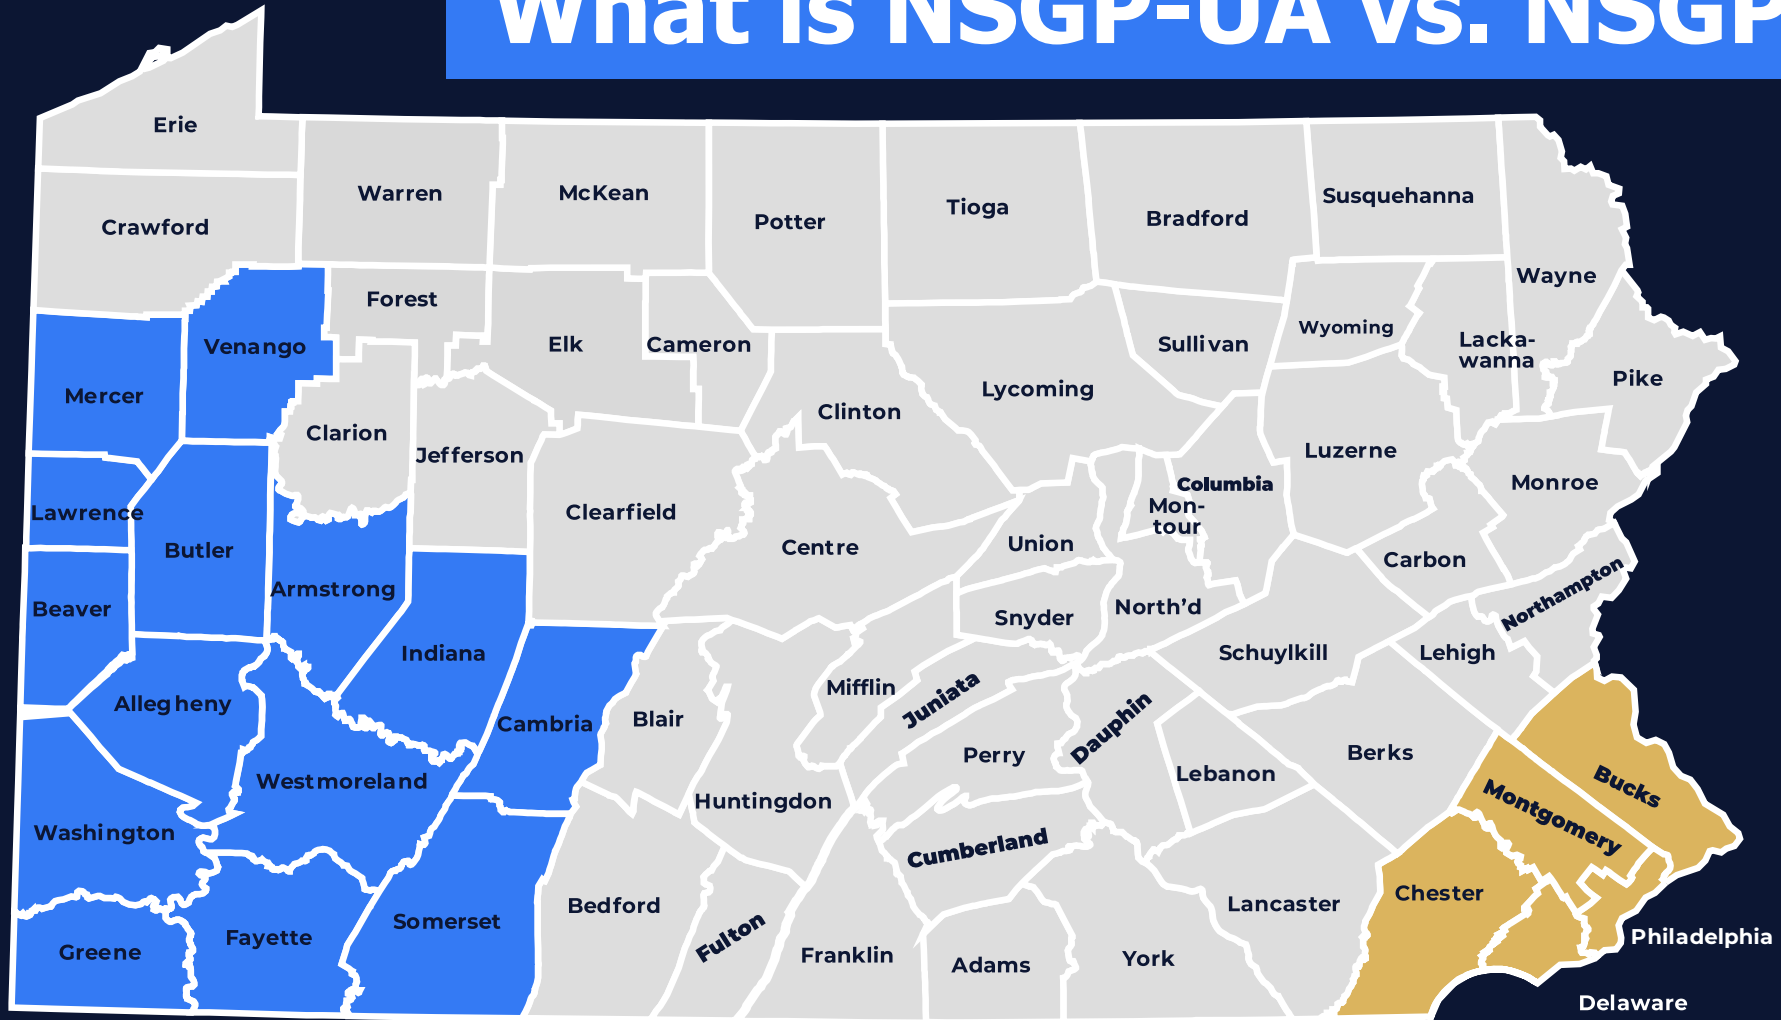 What is NSGP-UA vs. NSGP
Erie
Warren
McKean
Potter
Tioga
Bradford
Susquehanna
Wayne
Crawford
Forest
Elk
Cameron
Venango
Mercer
Clarion
Jefferson
Clinton
Lycoming
Sullivan
Wyoming
Lacka-
wanna
Pike
Luzerne
Columbia
Mon-
tour
Monroe
Lawrence
Butler
Armstrong
Clearfield
Centre
Union
Snyder
North’d
Carbon
Northampton
Beaver
Indiana
Allegheny
Cambria
Blair
Mifflin
Juniata
Schuylkill
Lehigh
Westmoreland
Huntingdon
Perry
Dauphin
Lebanon
Berks
Bucks
Montgomery
Washington
Cumberland
Greene
Fayette
Somerset
Bedford
Fulton
Franklin
Adams
York
Lancaster
Chester
Philadelphia
Delaware